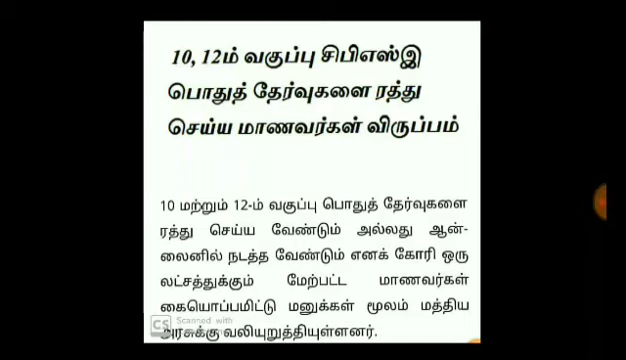 10, 12ம் வகுப்பு சிபிஎஸ்இ
பொதுத் தேர்வுகளை ரத்து
செய்ய மாணவர்கள் விருப்பம்
10 மற்றும் 12-ம் வகுப்பு பொதுத் தேர்வுகளை
ரத்து செய்ய வேண்டும் அல்லது ஆன்-
லைனில் நடத்த வேண்டும் எனக் கோரி ஒரு
லட்சத்துக்கும் மேற்பட்ட மாணவர்கள்
கையொப்பமிட்டு மனுக்கள் மூலம் மத்திய
அரசுக்கு வலியுறுத்தியுள்ளனர்.
CS Scanned with